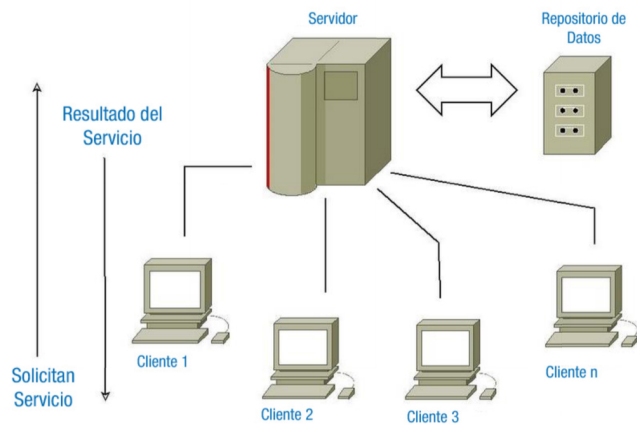 Servidor
Repositorio de
Datos
Resultado del
Servicio
Cliente 1
Cliente n
Solicitan
Servicio
Cliente 2
Cliente 3